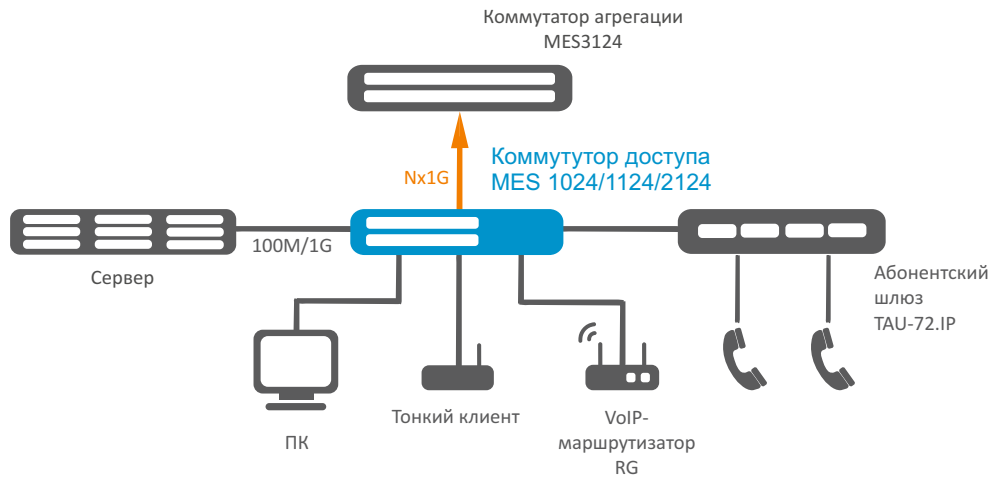 Коммутатор агрегации
MES3124
Nx1G
Коммутутор доступа
MES 1024/1124/2124
100M/1G
Сервер
Абонентский
шлюз
TAU-72.IP
ПК
Тонкий клиент
VoIP-
маршрутизатор
RG